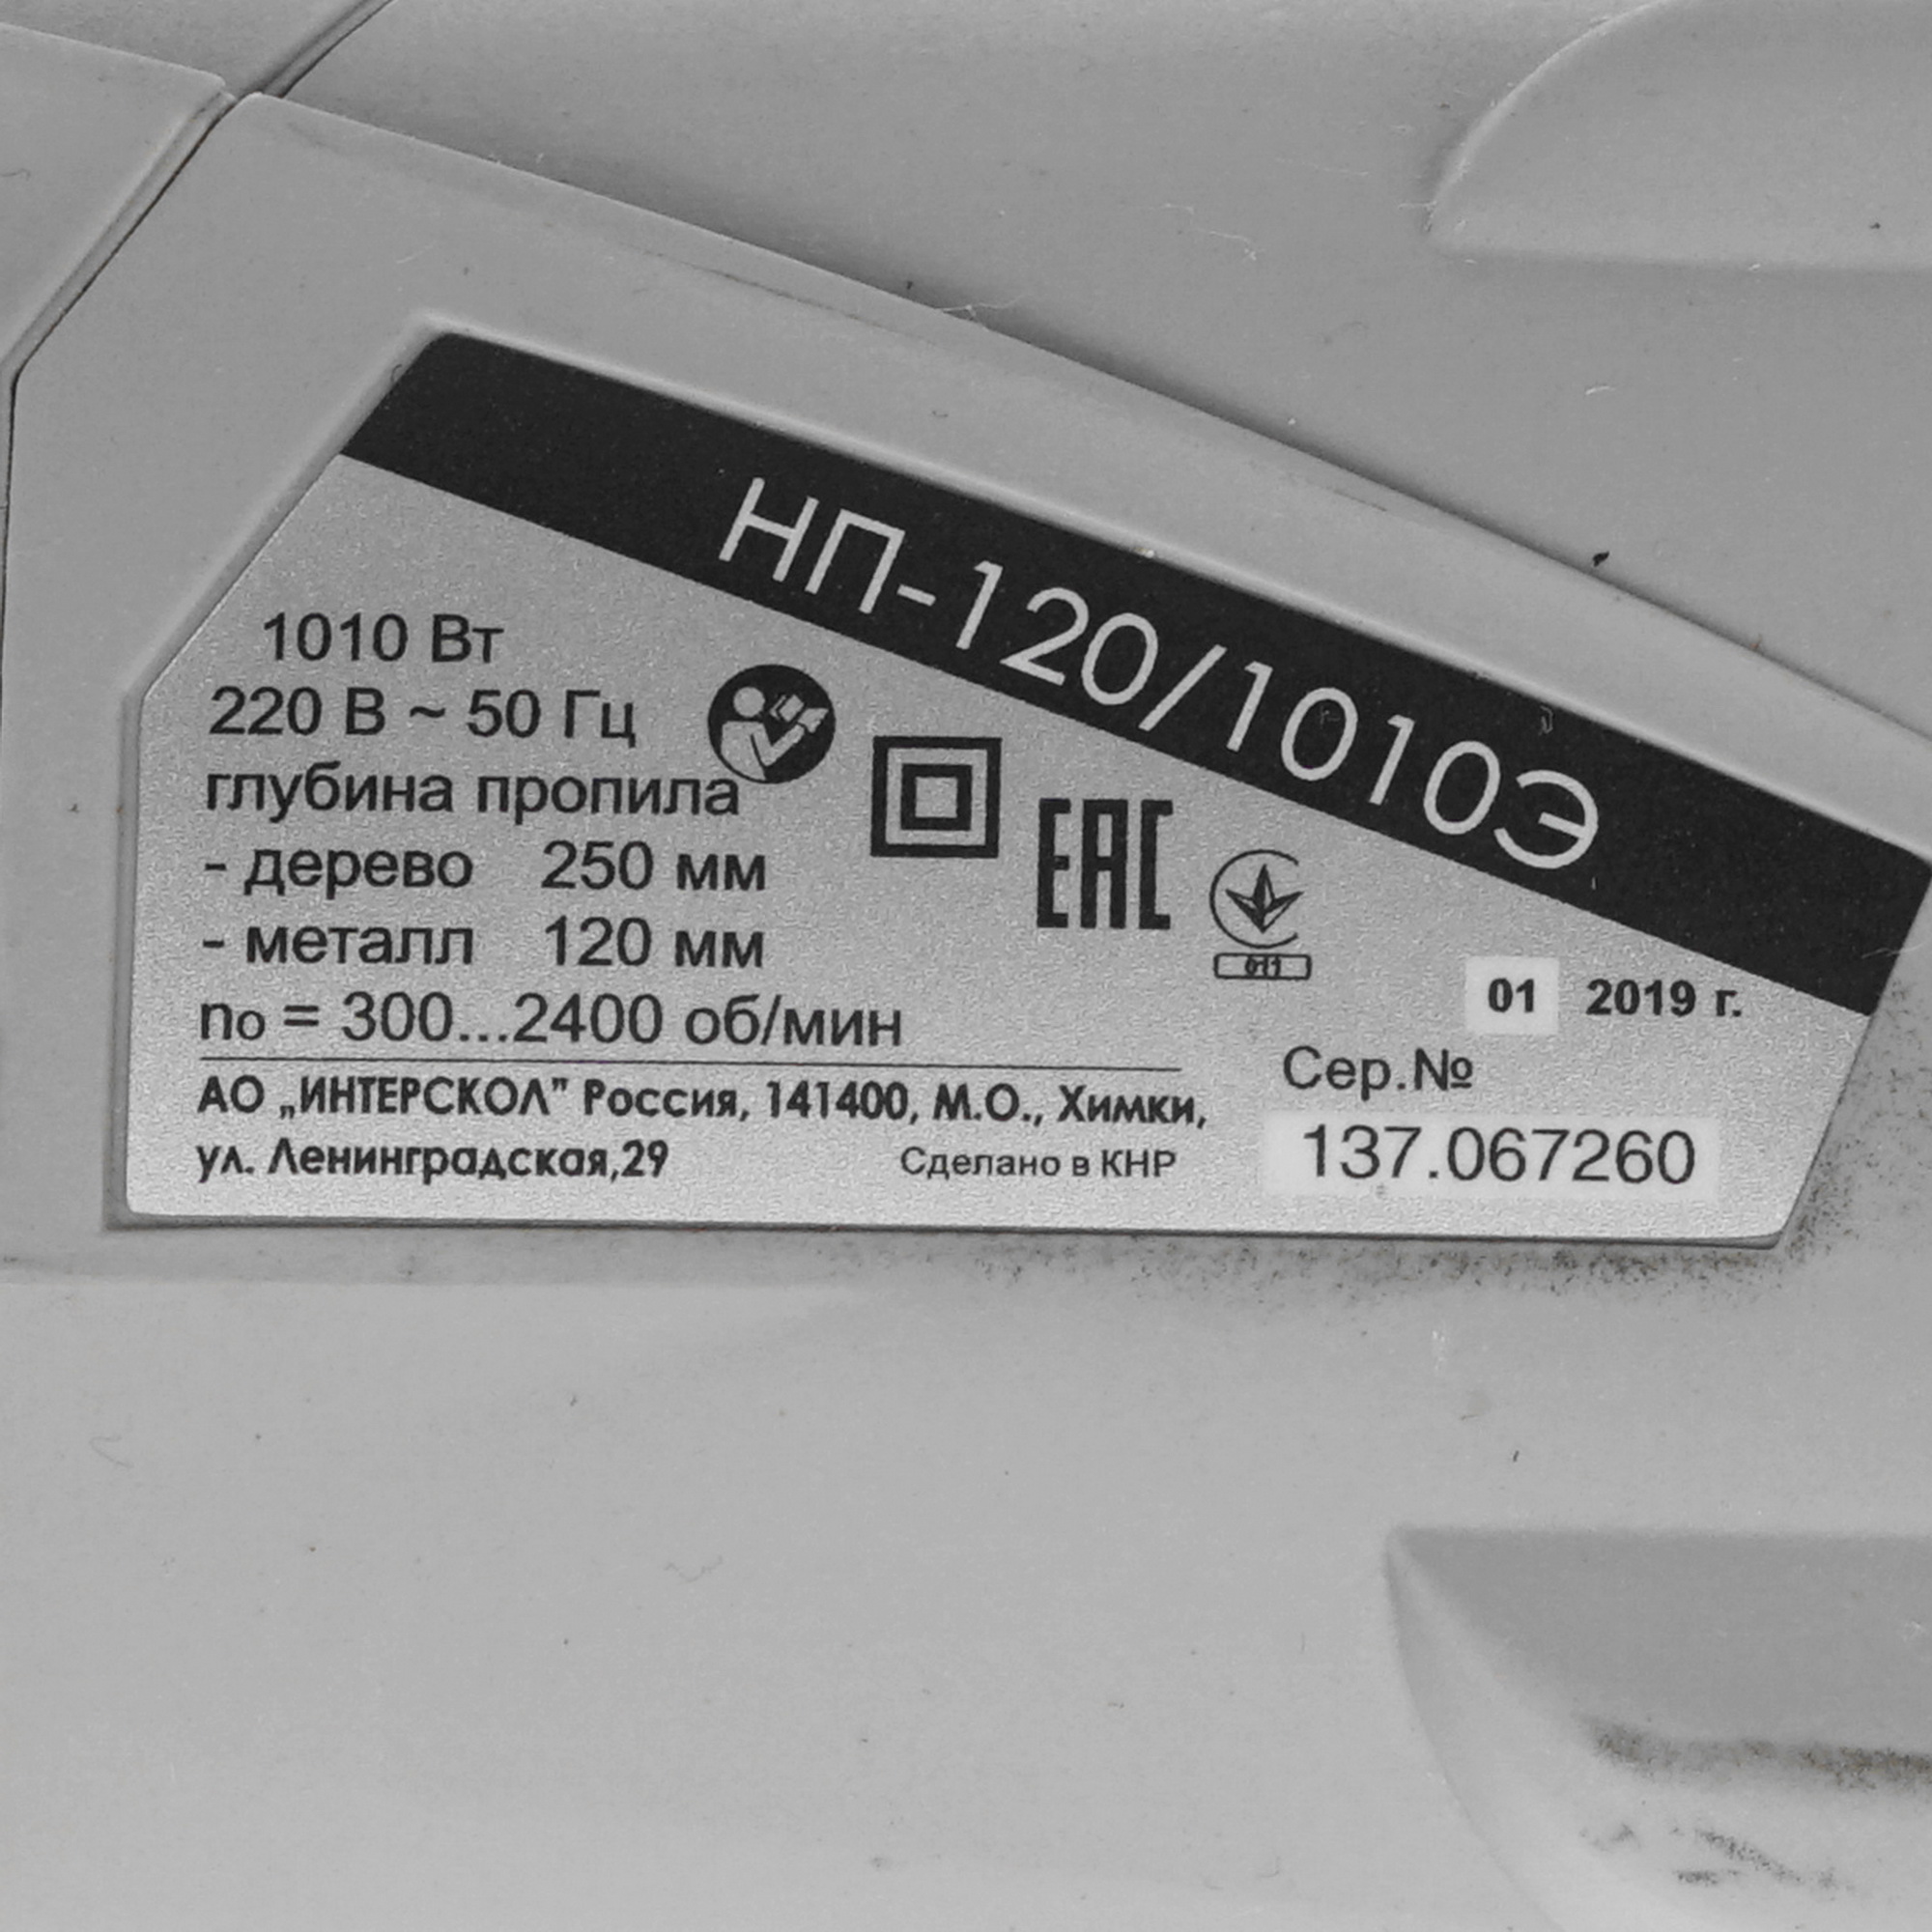 НП-120/1010Э
1010 Вт
220 В ~ 50 Гц
глубина пропила
- дерево 250 мм
- металл 120 мм
no = 300...2400 об/мин
EAC
011
01 2019 г.
Сер.№
137.067260
АО „ИНТЕРСКОЛ" Россия, 141400, М.О., Химки,
ул. Ленинградская,29
Сделано в КНР